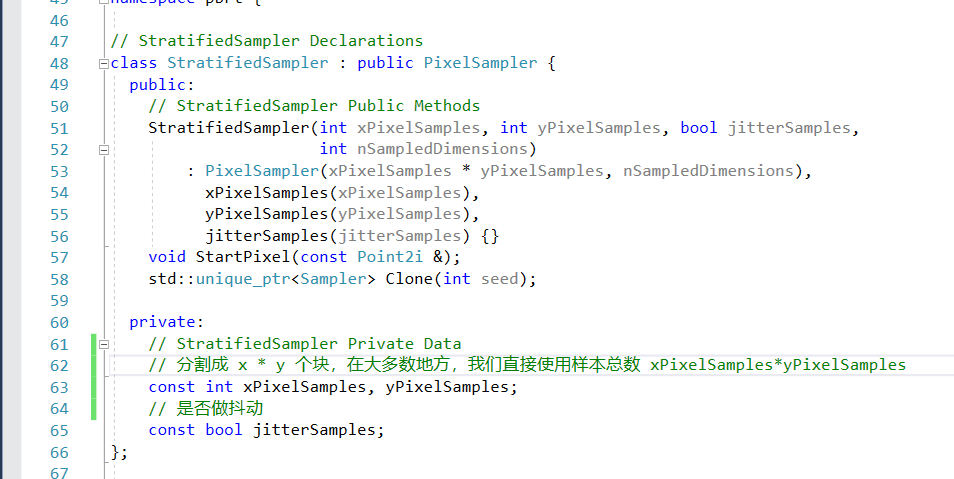 45 namespace pbrt {
46
47 // StratifiedSampler Declarations
48 class StratifiedSampler : public PixelSampler {
49 public:
50 // StratifiedSampler Public Methods
51 StratifiedSampler(int xPixelSamples, int yPixelSamples, bool jitterSamples,
52 int nSampledDimensions)
53 : PixelSampler(xPixelSamples * yPixelSamples, nSampledDimensions),
54 xPixelSamples(xPixelSamples),
55 yPixelSamples(yPixelSamples),
56 jitterSamples(jitterSamples) {}
57 void StartPixel(const Point2i &);
58 std::unique_ptr<Sampler> Clone(int seed);
59
60 private:
61 // StratifiedSampler Private Data
62 // 分割成 x * y 个块，在大多数地方，我们直接使用样本总数 xPixelSamples*yPixelSamples
63 const int xPixelSamples, yPixelSamples;
64 // 是否做抖动
65 const bool jitterSamples;
66 };
67